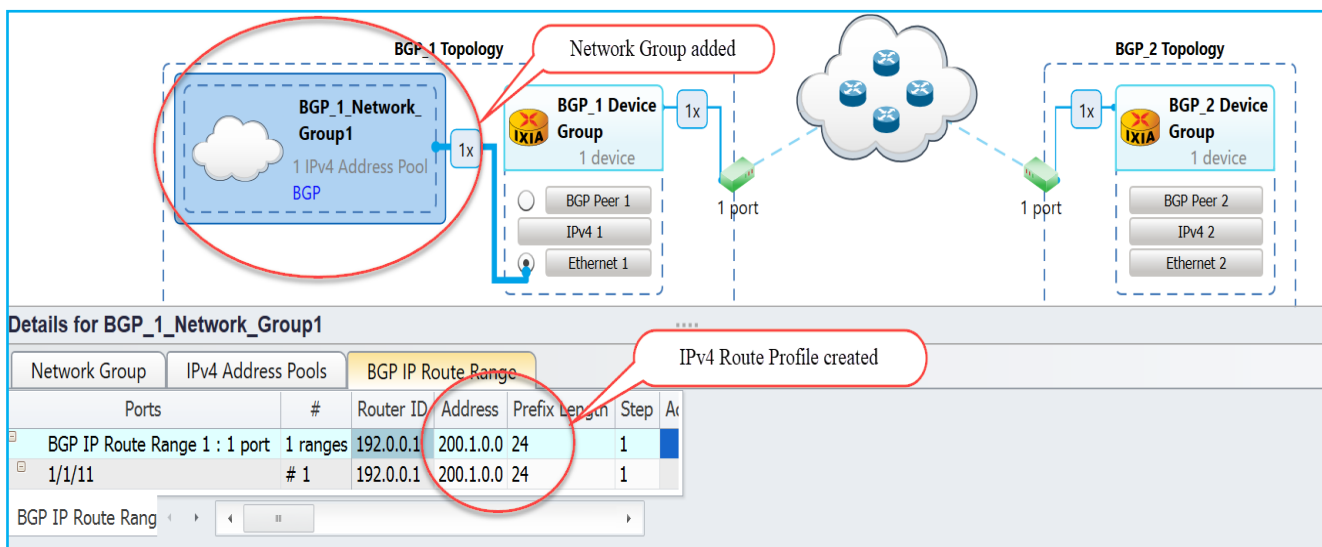 BGP_1 Topology
Network Group added
BGP_2 Topology
BGP_1_Network_
Group1
1 IPv4 Address Pool
BGP
1x
IXIA
BGP_1 Device
Group
1 device
BGP Peer 1
IPv4 1
Ethernet 1
1x
1 port
1 port
1x
IXIA
BGP_2 Device
Group
1 device
BGP Peer 2
IPv4 2
Ethernet 2
Details for BGP_1_Network_Group1
IPv4 Route Profile created
Network Group IPv4 Address Pools BGP IP Route Range
Ports # Router ID Address Prefix Length Step
BGP IP Route Range 1 : 1 port 1 ranges 192.0.0.1 200.1.0.0 24 1
1/1/11 # 1 192.0.0.1 200.1.0.0 24 1
BGP IP Route Rang